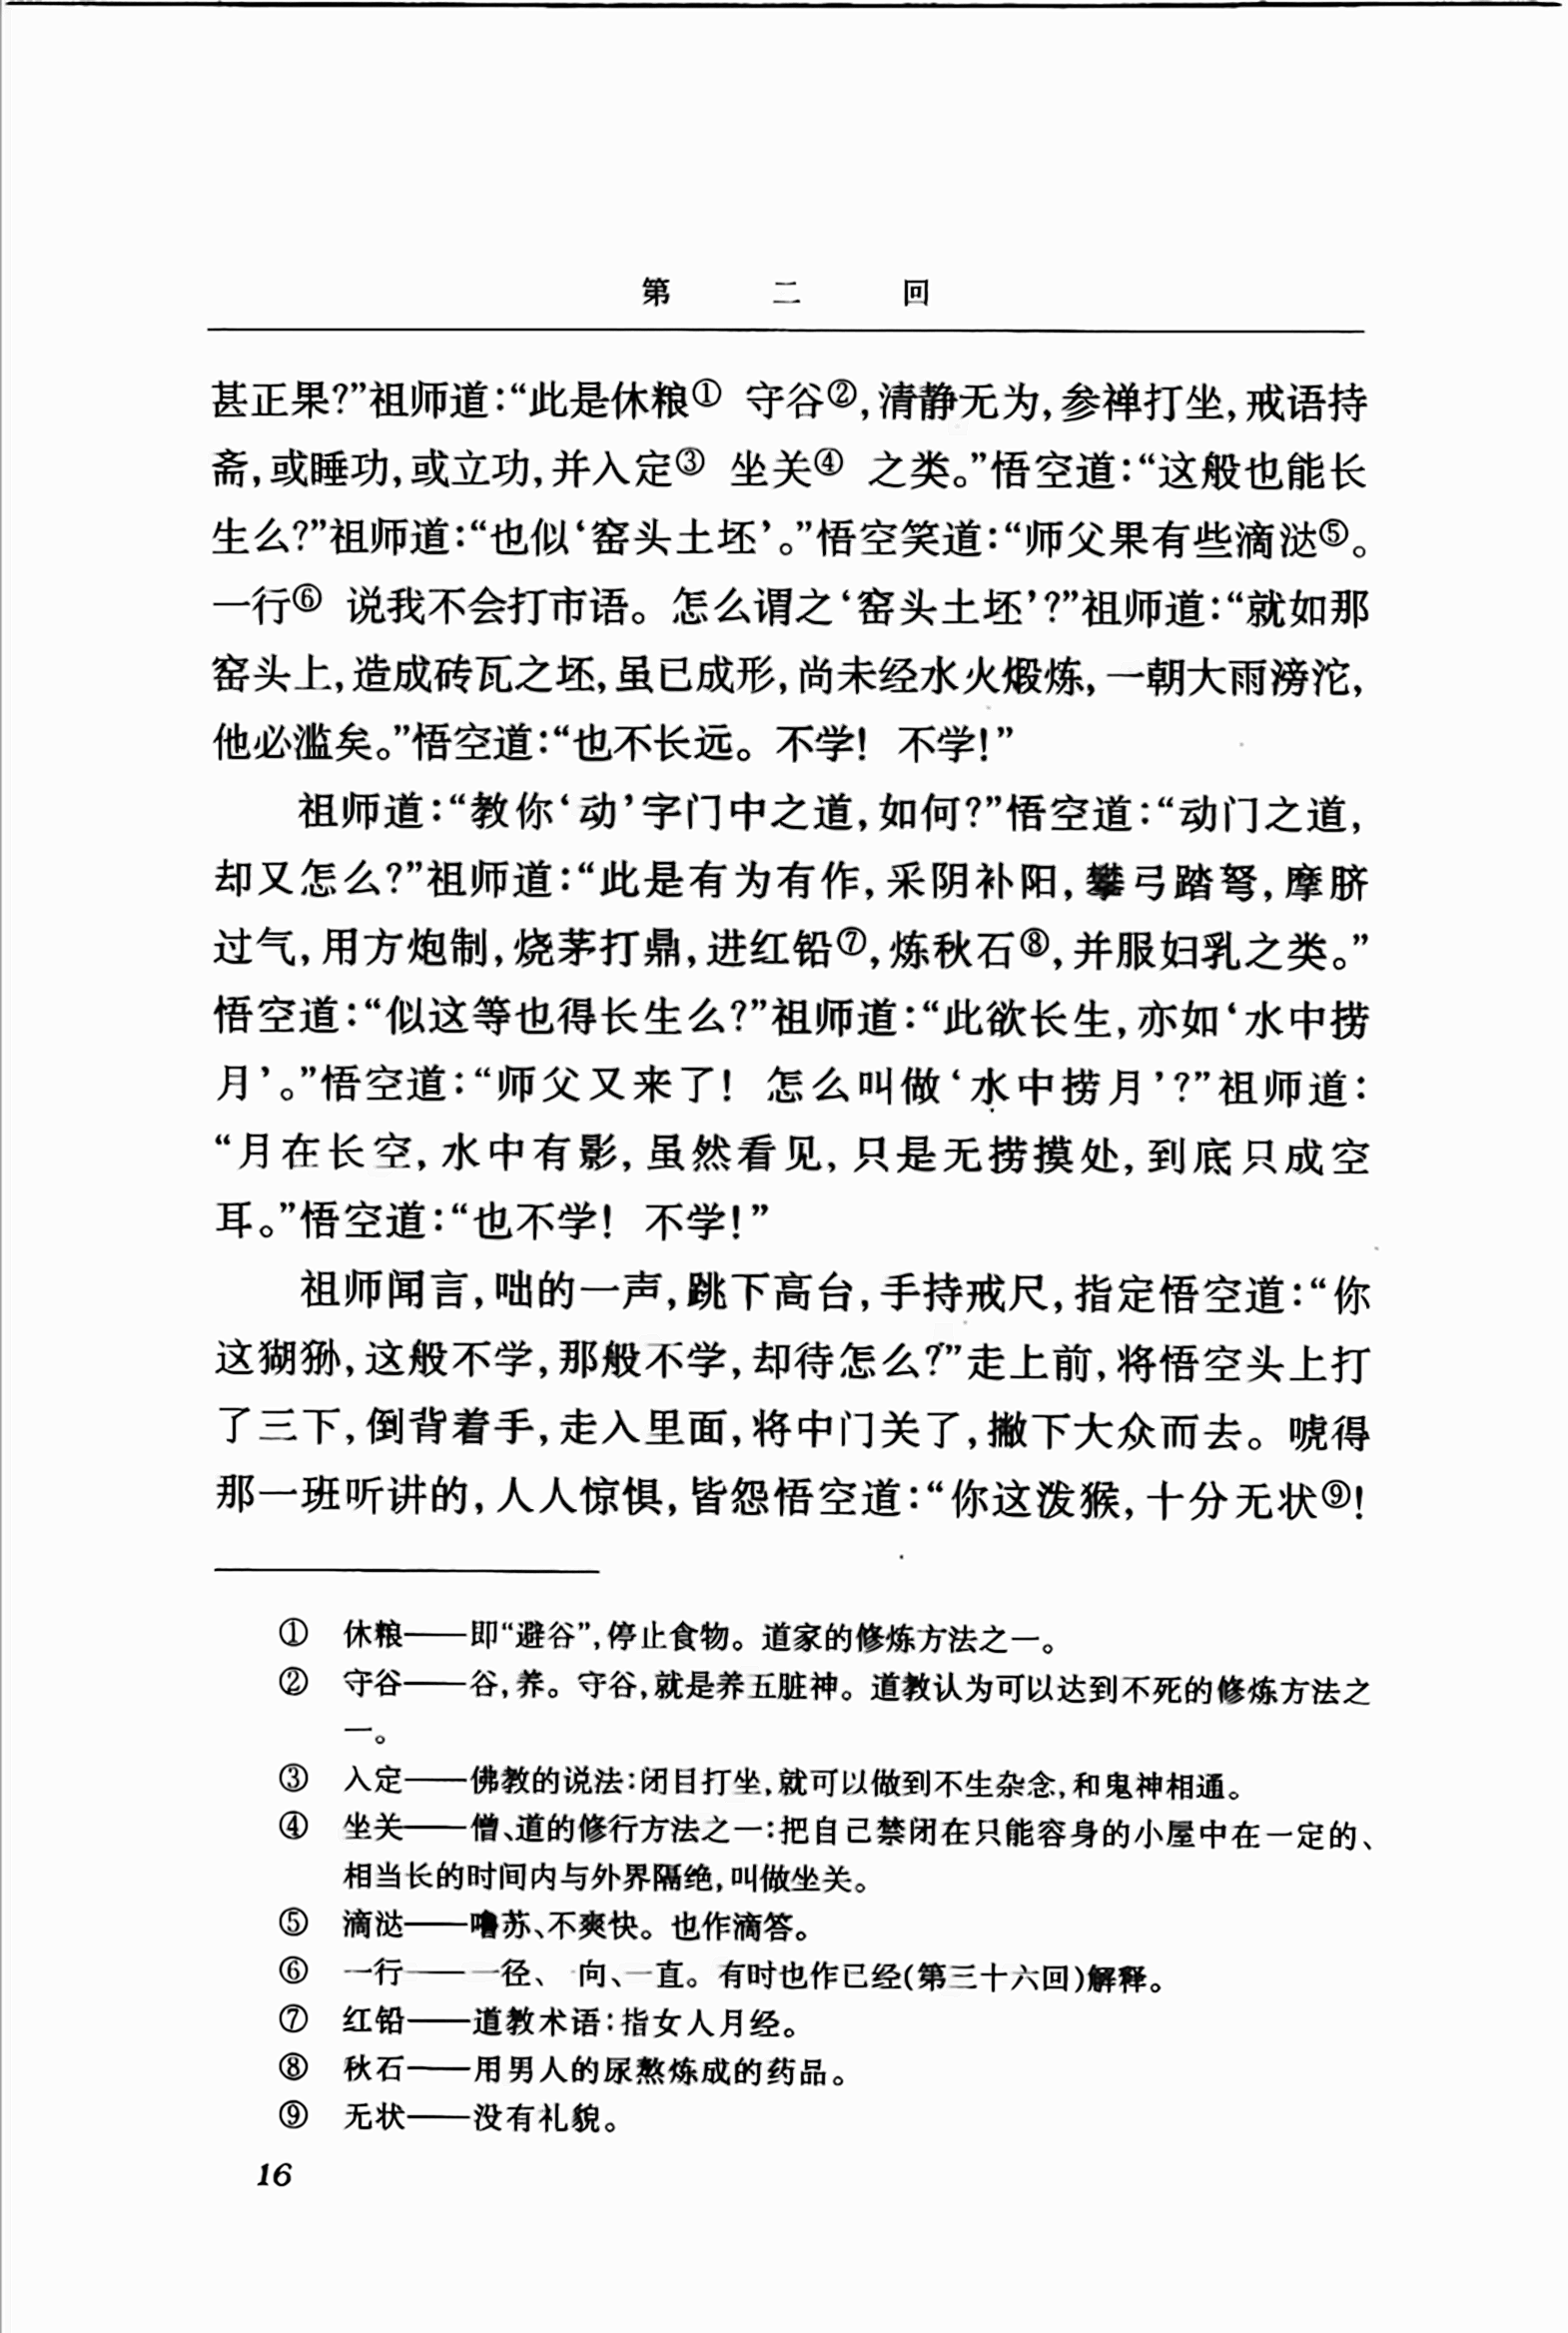 第二回
甚正果?”祖师道:“此是休粮① 守谷②,清静无为,参禅打坐,戒语持
斋,或睡功,或立功,并入定③ 坐关④ 之类。”悟空道:“这般也能长
生么?”祖师道:“也似‘窑头土坯’。”悟空笑道:“师父果有些滴㳠⑤。
一行⑥ 说我不会打市语。怎么谓之‘窑头土坯’?”祖师道:“就如那
窑头上,造成砖瓦之坯,虽已成形,尚未经水火煅炼,一朝大雨滂沱,
他必滥矣。”悟空道:“也不长远。不学! 不学!”
祖师道:“教你‘动’字门中之道,如何?”悟空道:“动门之道,
却又怎么?”祖师道:“此是有为有作,采阴补阳,攀弓踏弩,摩脐
过气,用方炮制,烧茅打鼎,进红铅⑦,炼秋石⑧,并服妇乳之类。”
悟空道:“似这等也得长生么?”祖师道:“此欲长生,亦如‘水中捞
月’。”悟空道:“师父又来了! 怎么叫做‘水中捞月’?”祖师道:
“月在长空,水中有影,虽然看见,只是无捞摸处,到底只成空
耳。”悟空道:“也不学! 不学!”
祖师闻言,咄的一声,跳下高台,手持戒尺,指定悟空道:“你
这猢狲,这般不学,那般不学,却待怎么?”走上前,将悟空头上打
了三下,倒背着手,走入里面,将中门关了,撇下大众而去。唬得
那一班听讲的,人人惊惧,皆怨悟空道:“你这泼猴,十分无状⑨!
① 休粮——即“避谷”,停止食物。道家的修炼方法之一。
② 守谷——谷,养。守谷,就是养五脏神。道教认为可以达到不死的修炼方法之
一。
③ 入定——佛教的说法:闭目打坐,就可以做到不生杂念,和鬼神相通。
④ 坐关——僧、道的修行方法之一:把自己禁闭在只能容身的小屋中在一定的、
相当长的时间内与外界隔绝,叫做坐关。
⑤ 滴㳠——噜苏、不爽快。也作滴答。
⑥ 一行——一径、向、一直。有时也作已经(第三十六回)解释。
⑦ 红铅——道教术语:指女人月经。
⑧ 秋石——用男人的尿熬炼成的药品。
⑨ 无状——没有礼貌。
16